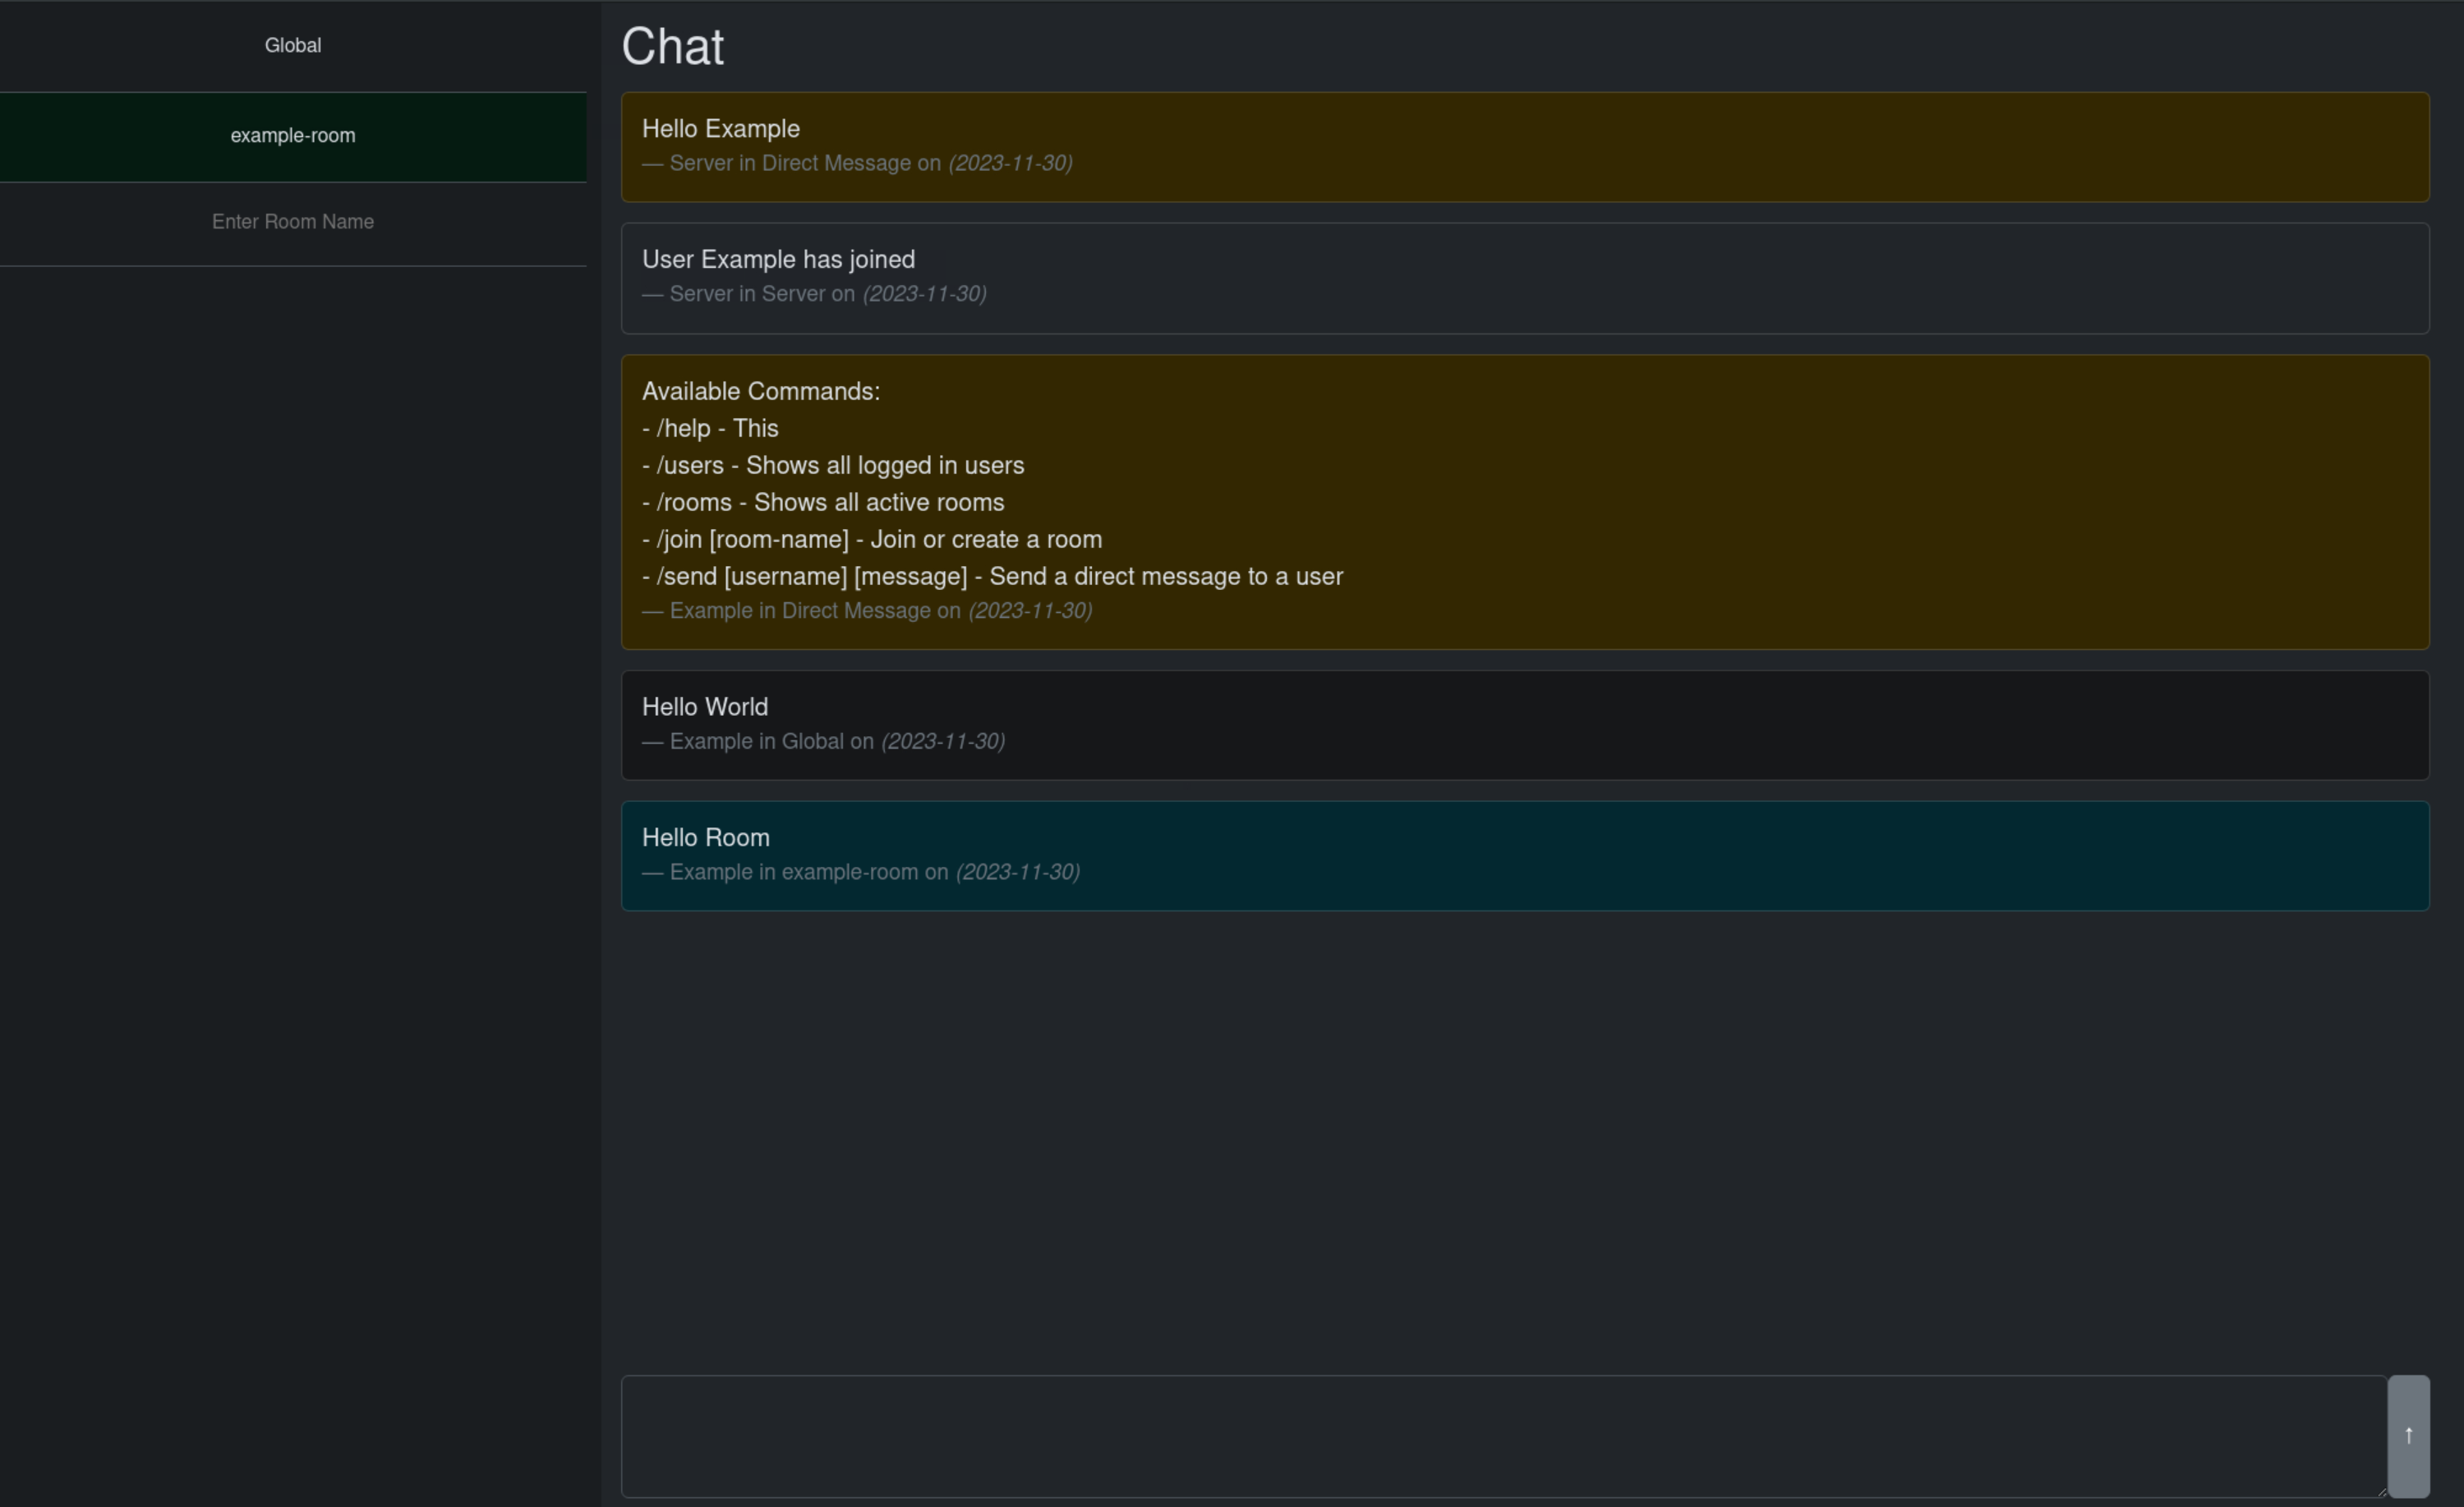 Global
example-room
Enter Room Name
Chat
Hello Example
— Server in Direct Message on (2023-11-30)
User Example has joined
— Server in Server on (2023-11-30)
Available Commands:
- /help - This
- /users - Shows all logged in users
- /rooms - Shows all active rooms
- /join [room-name] - Join or create a room
- /send [username] [message] - Send a direct message to a user
— Example in Direct Message on (2023-11-30)
Hello World
— Example in Global on (2023-11-30)
Hello Room
— Example in example-room on (2023-11-30)
↑